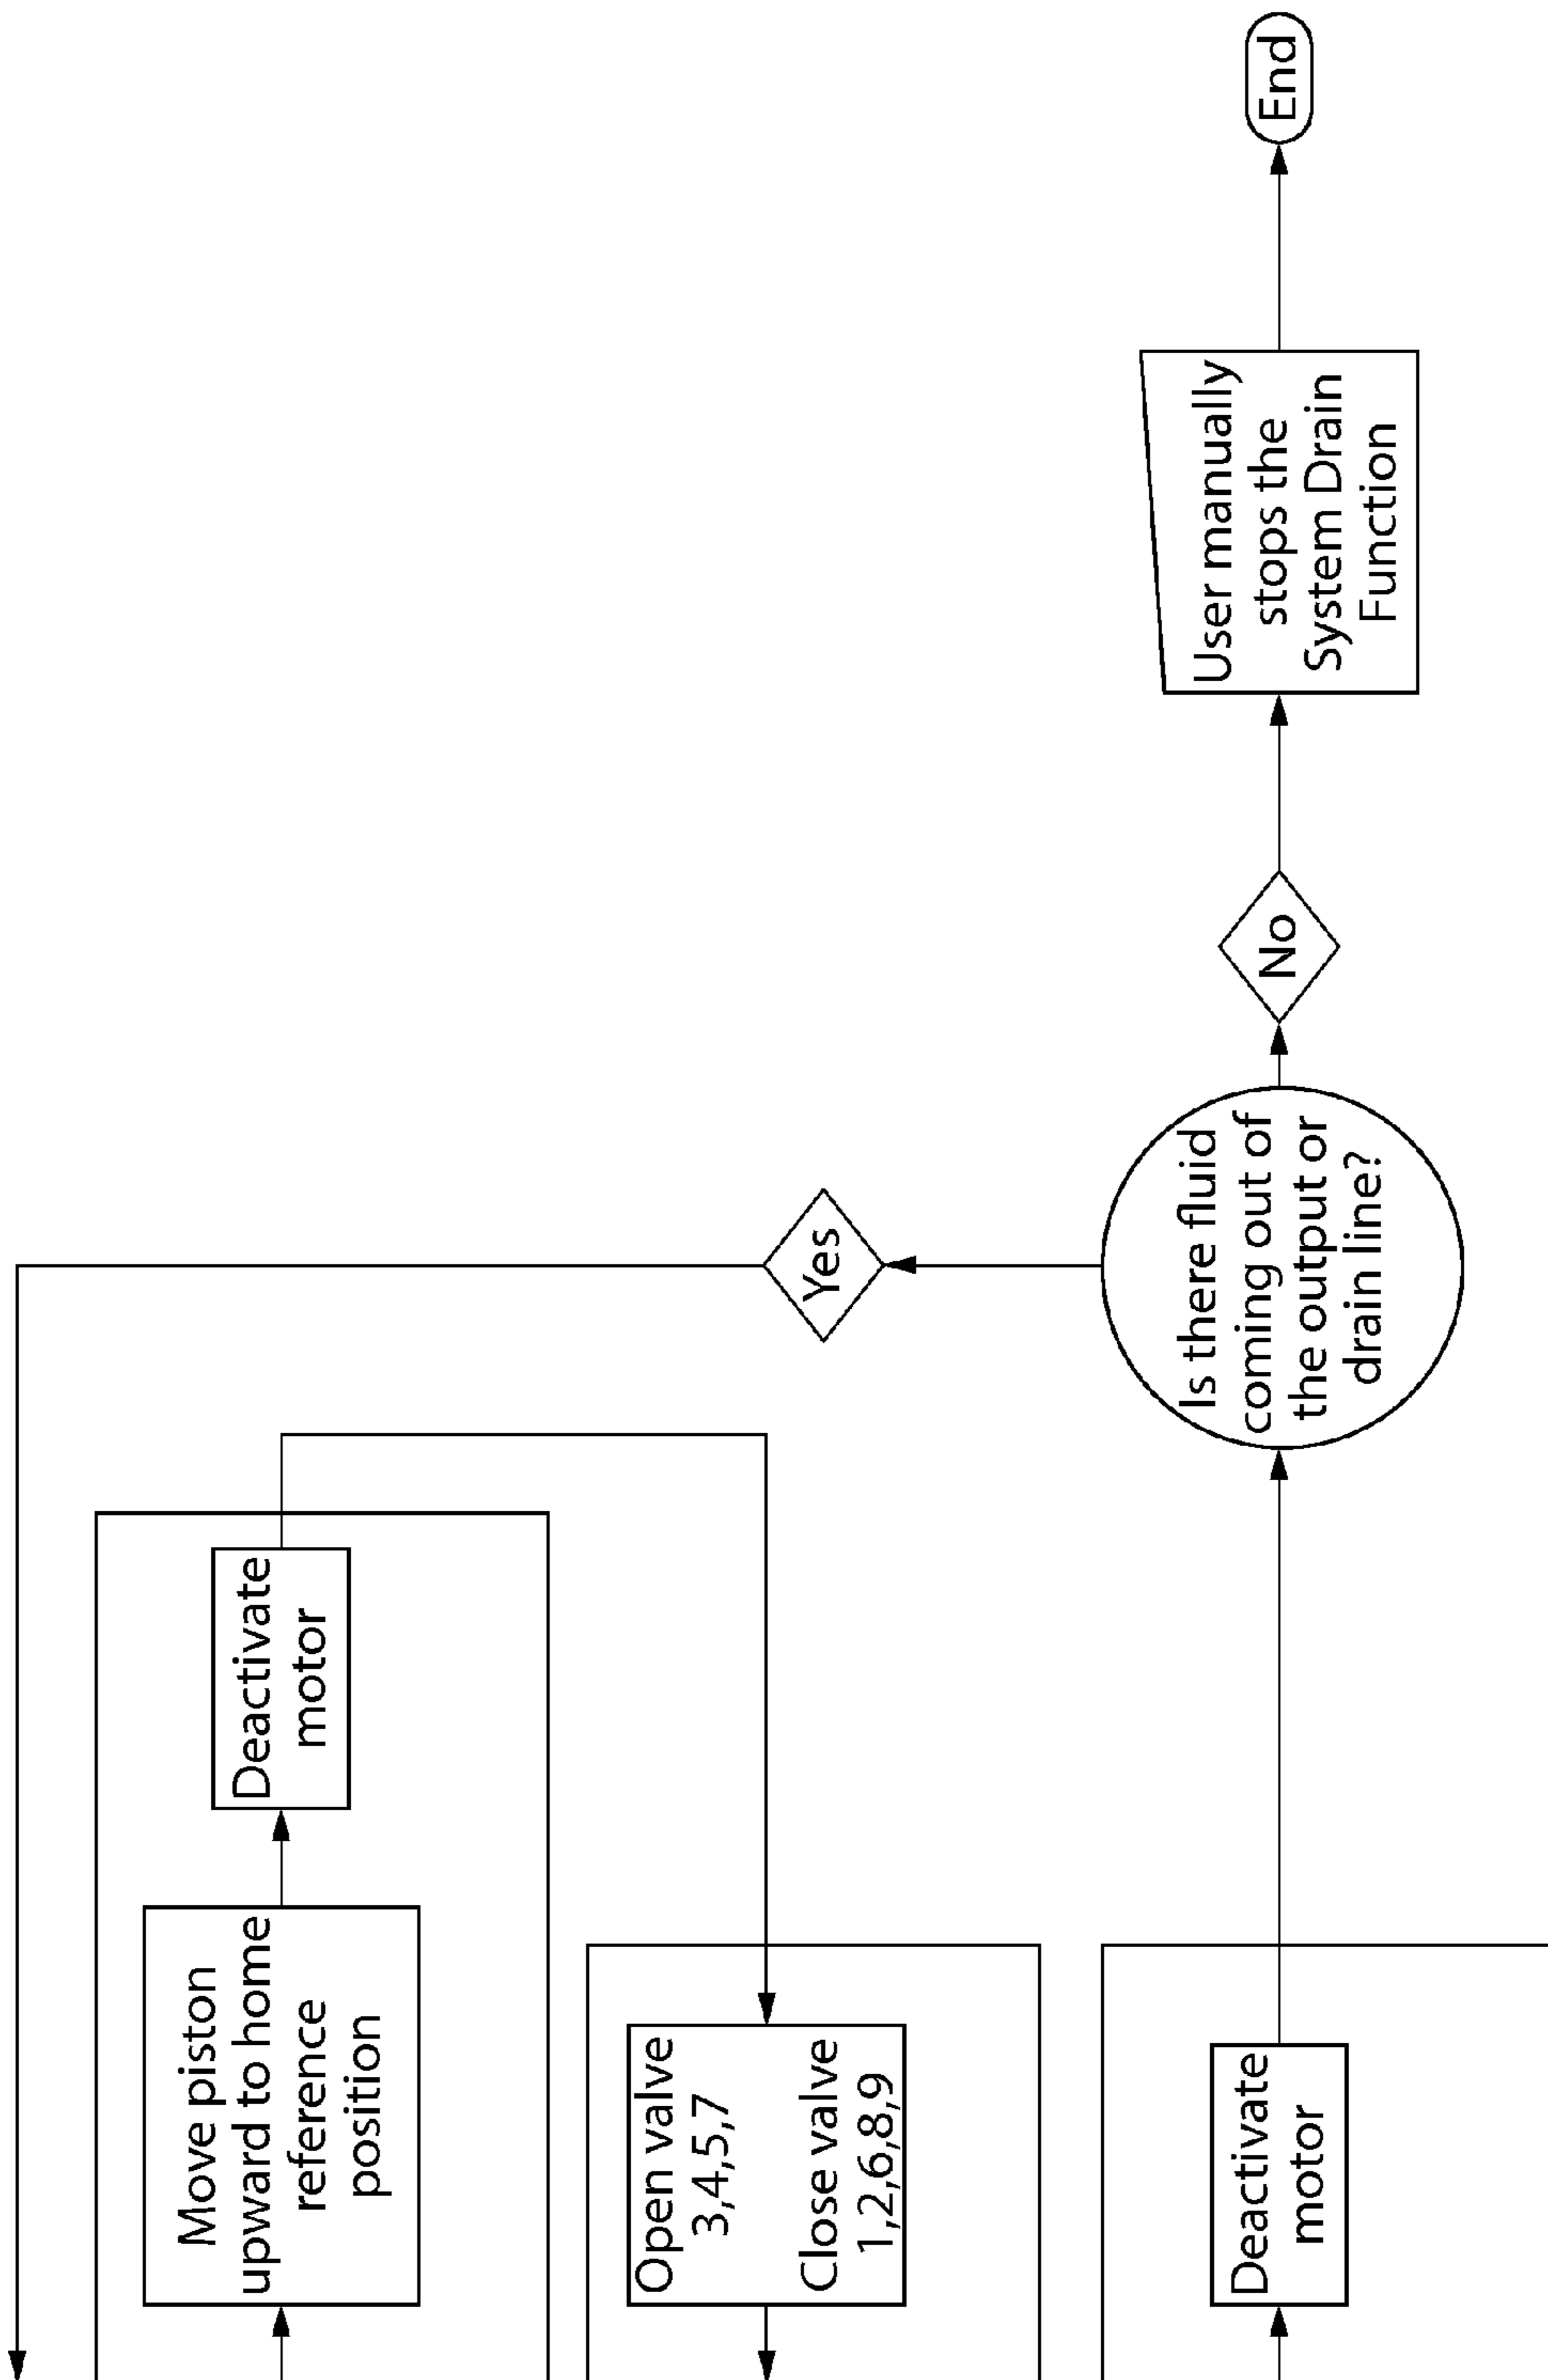 Move piston
upward to home
reference
position
Deactivate
motor
Open valve
3,4,5,7
Close valve
1,2,6,8,9
Yes
Deactivate
motor
Is there fluid
coming out of
the output or
drain line?
No
User manually
stops the
System Drain
Function
End